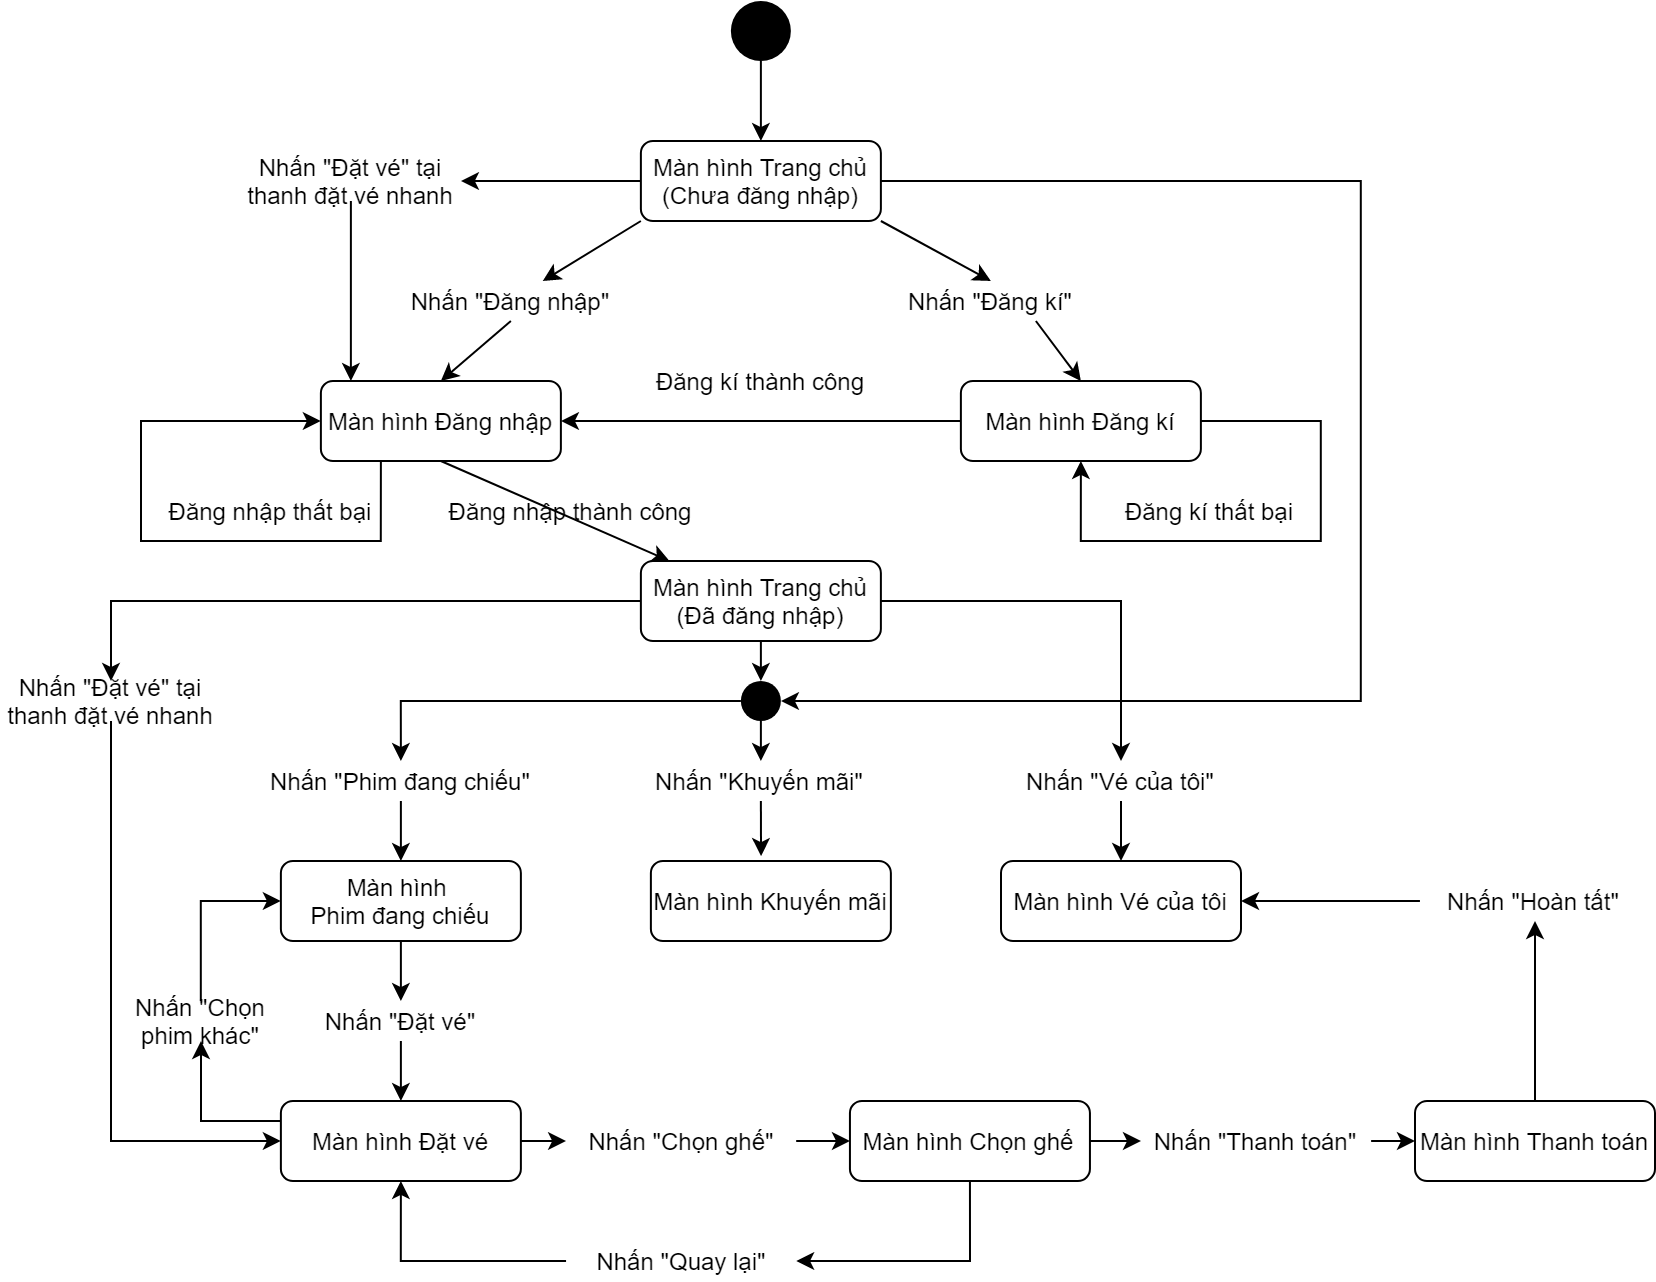 Nhấn "Đặt vé" tại
thanh đặt vé nhanh
Màn hình Trang chủ
(Chưa đăng nhập)
Nhấn "Đăng nhập"
Nhấn "Đăng kí"
Đăng kí thành công
Màn hình Đăng nhập
Màn hình Đăng kí
Đăng nhập thất bại
Đăng nhập thành công
Đăng kí thất bại
Màn hình Trang chủ
(Đã đăng nhập)
Nhấn "Đặt vé" tại
thanh đặt vé nhanh
Nhấn "Phim đang chiếu"
Nhấn "Khuyến mãi"
Nhấn "Vé của tôi"
Màn hình
Phim đang chiếu
Màn hình Khuyến mãi
Màn hình Vé của tôi
Nhấn "Hoàn tất"
Nhấn "Chọn
phim khác"
Nhấn "Đặt vé"
Màn hình Đặt vé
Nhấn "Chọn ghế"
Màn hình Chọn ghế
Nhấn "Thanh toán"
Màn hình Thanh toán
Nhấn "Quay lại"